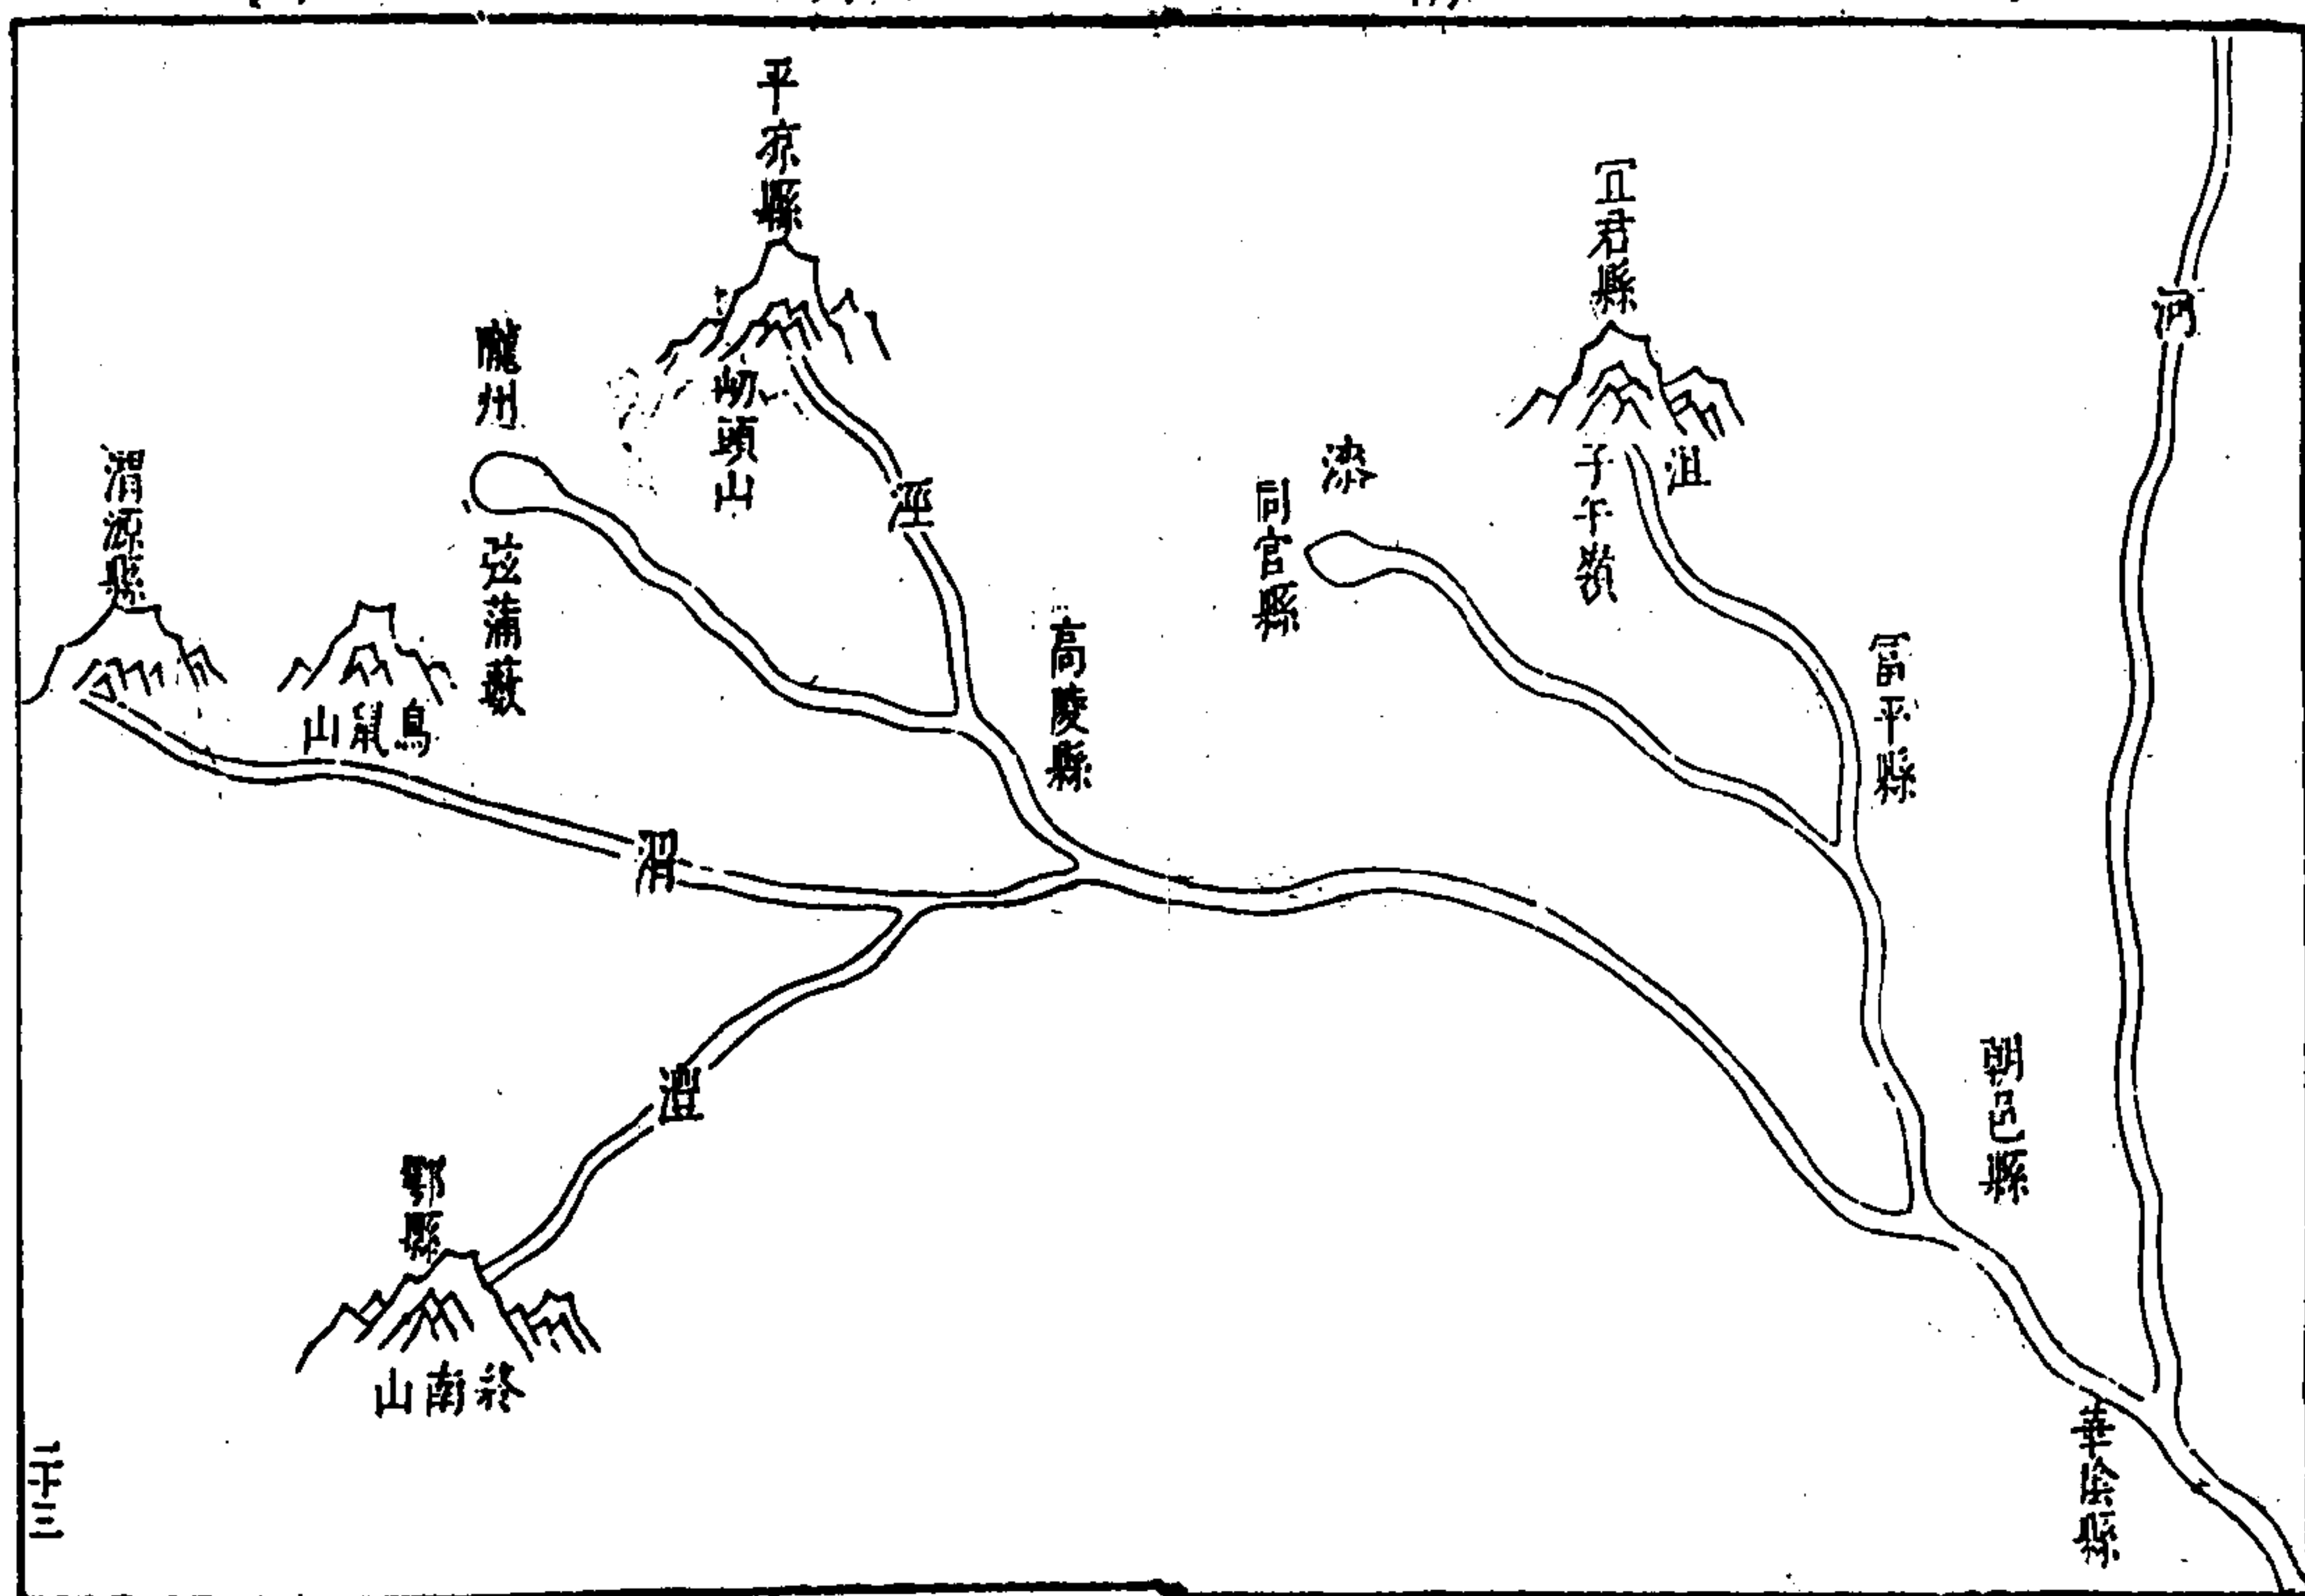 河
華陰縣
朝邑縣
富平縣
宜君縣
沮
子午嶺
漆
同官縣
高陵縣
平凉縣
涇
岍頭山
隴州
弦蒲藪
鳥鼠山
渭源縣
渭
灃
鄠縣
終南山
二十三